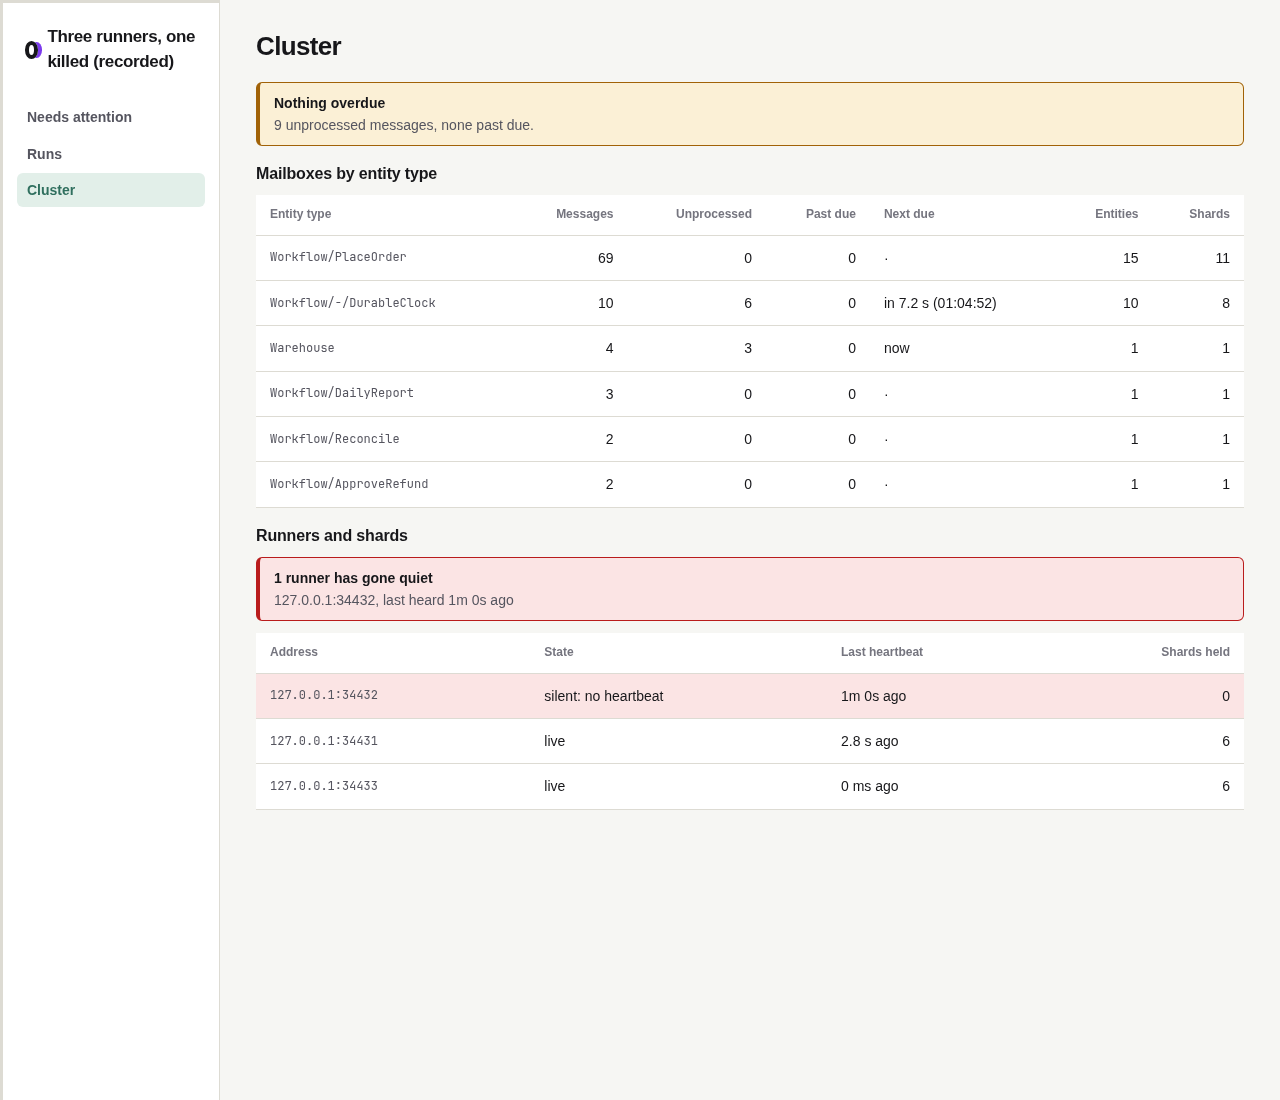 Three runners, one
killed (recorded)
Needs attention
Runs
Cluster
Cluster
Nothing overdue
9 unprocessed messages, none past due.
Mailboxes by entity type
Entity type Messages Unprocessed Past due Next due Entities Shards
Workflow/PlaceOrder 69 0 0 · 15 11
Workflow/-/DurableClock 10 6 0 in 7.2 s (01:04:52) 10 8
Warehouse 4 3 0 now 1 1
Workflow/DailyReport 3 0 0 · 1 1
Workflow/Reconcile 2 0 0 · 1 1
Workflow/ApproveRefund 2 0 0 · 1 1
Runners and shards
1 runner has gone quiet
127.0.0.1:34432, last heard 1m 0s ago
Address State Last heartbeat Shards held
127.0.0.1:34432 silent: no heartbeat 1m 0s ago 0
127.0.0.1:34431 live 2.8 s ago 6
127.0.0.1:34433 live 0 ms ago 6